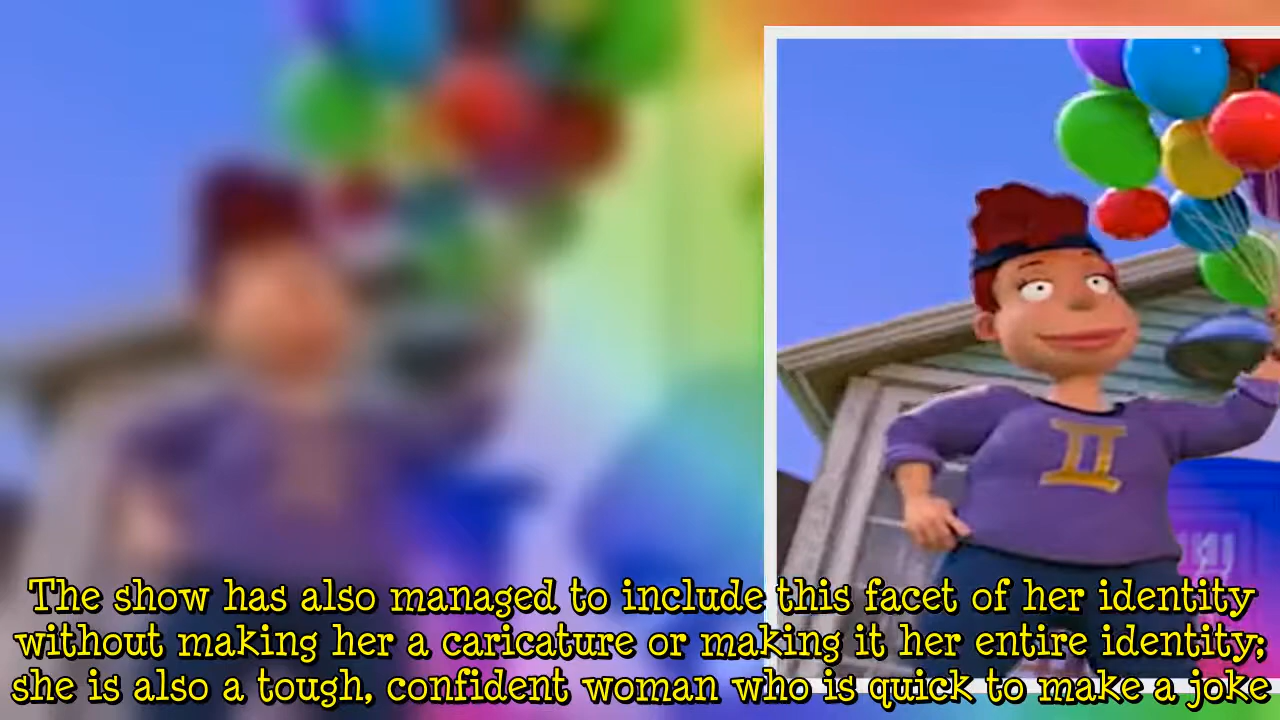 II
The show has also managed to include this facet of her identity
without making her a caricature or making it her entire identity;
she is also a tough, confident woman who is quick to make a joke